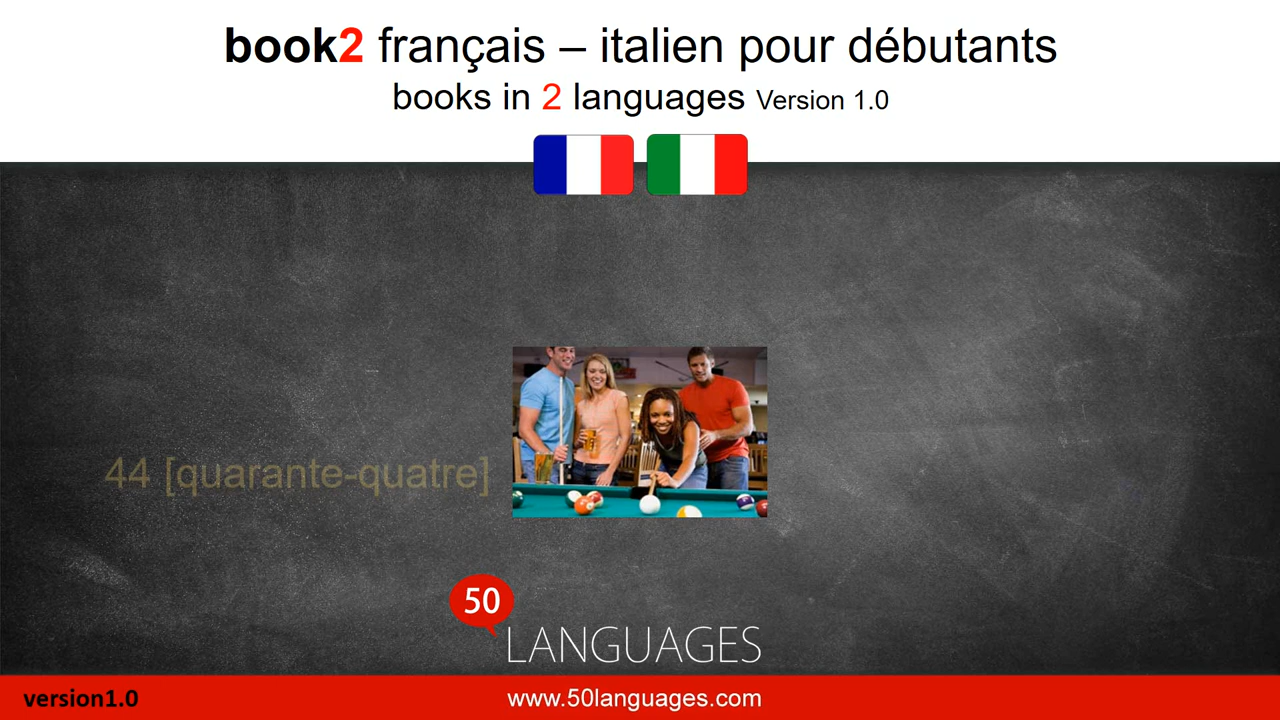 book2 français – italien pour débutants
books in 2 languages Version 1.0
44 [quarante-quatre]
50
LANGUAGES
version1.0
www.50languages.com